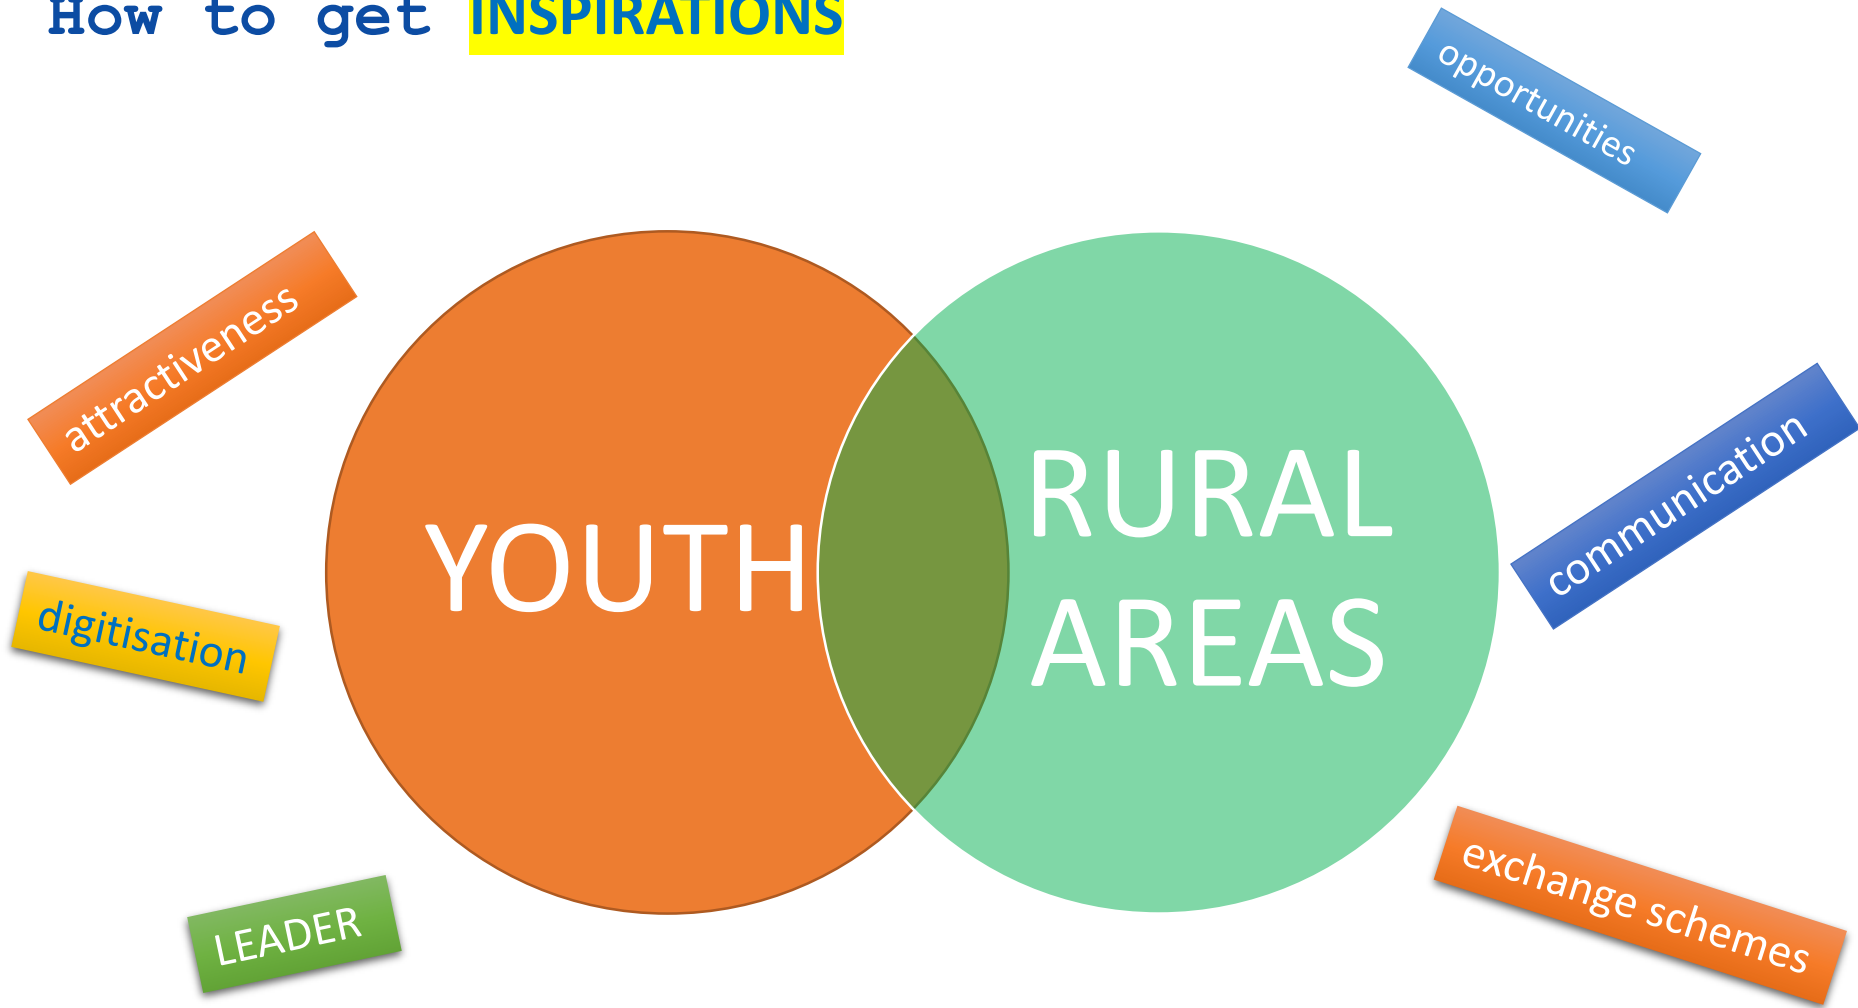 How to get INSPIRATIONS
opportunities
attractiveness
YOUTH
RURAL
AREAS
communication
digitisation
LEADER
exchange schemes